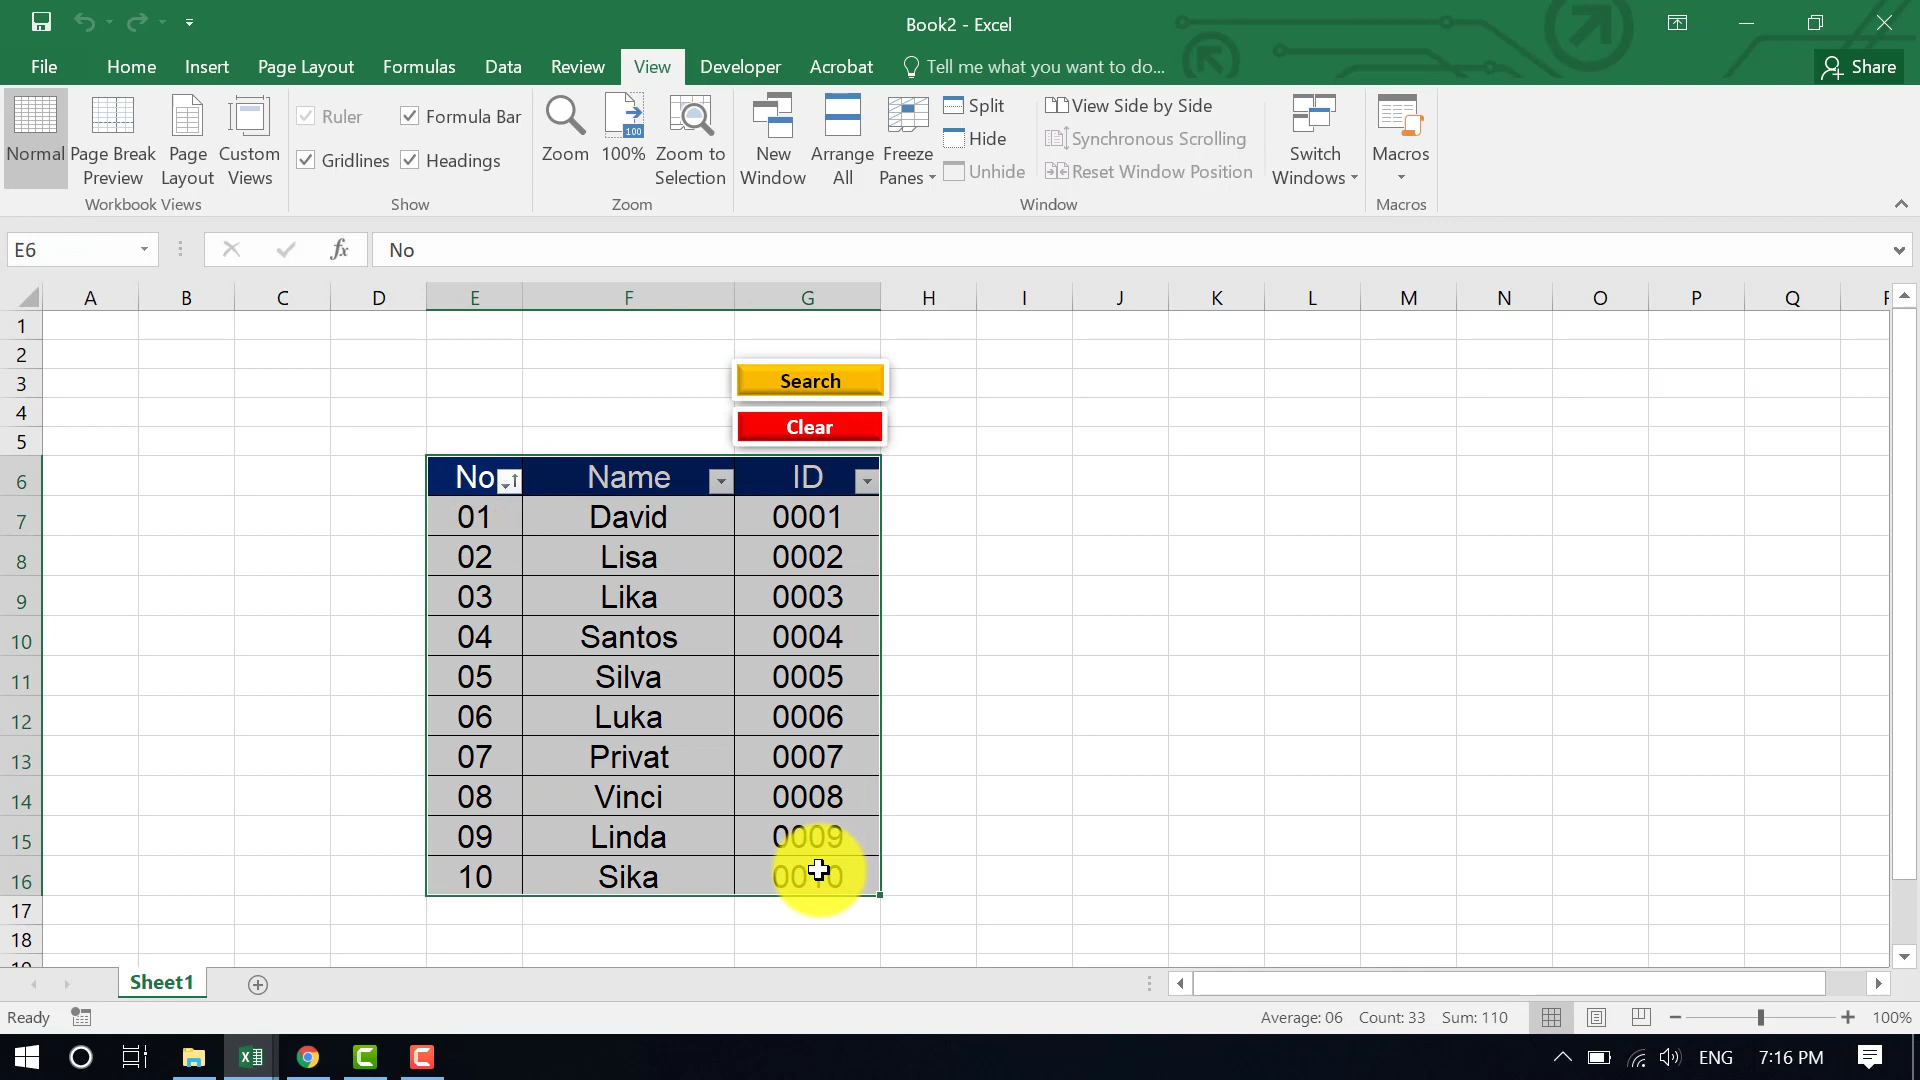 Book2 - Excel
File Home Insert Page Layout Formulas Data Review View Developer Acrobat Tell me what you want to do... Share
Normal Page Break Preview Page Layout Custom Views
Workbook Views
Ruler Formula Bar
Gridlines Headings
Show
Zoom 100% Zoom to Selection
100
Zoom
New Window Arrange All Freeze Panes
Split
Hide
Unhide
View Side by Side
Synchronous Scrolling
Reset Window Position
Switch Windows
Window
Macros
Macros
E6 fx No
A B C D E F G H I J K L M N O P Q
1
2
3 Search
4
5 Clear
6 No Name ID
7 01 David 0001
8 02 Lisa 0002
9 03 Lika 0003
10 04 Santos 0004
11 05 Silva 0005
12 06 Luka 0006
13 07 Privat 0007
14 08 Vinci 0008
15 09 Linda 0009
16 10 Sika 0010
17
18
Sheet1
Ready Average: 06 Count: 33 Sum: 110 100%
ENG 7:16 PM